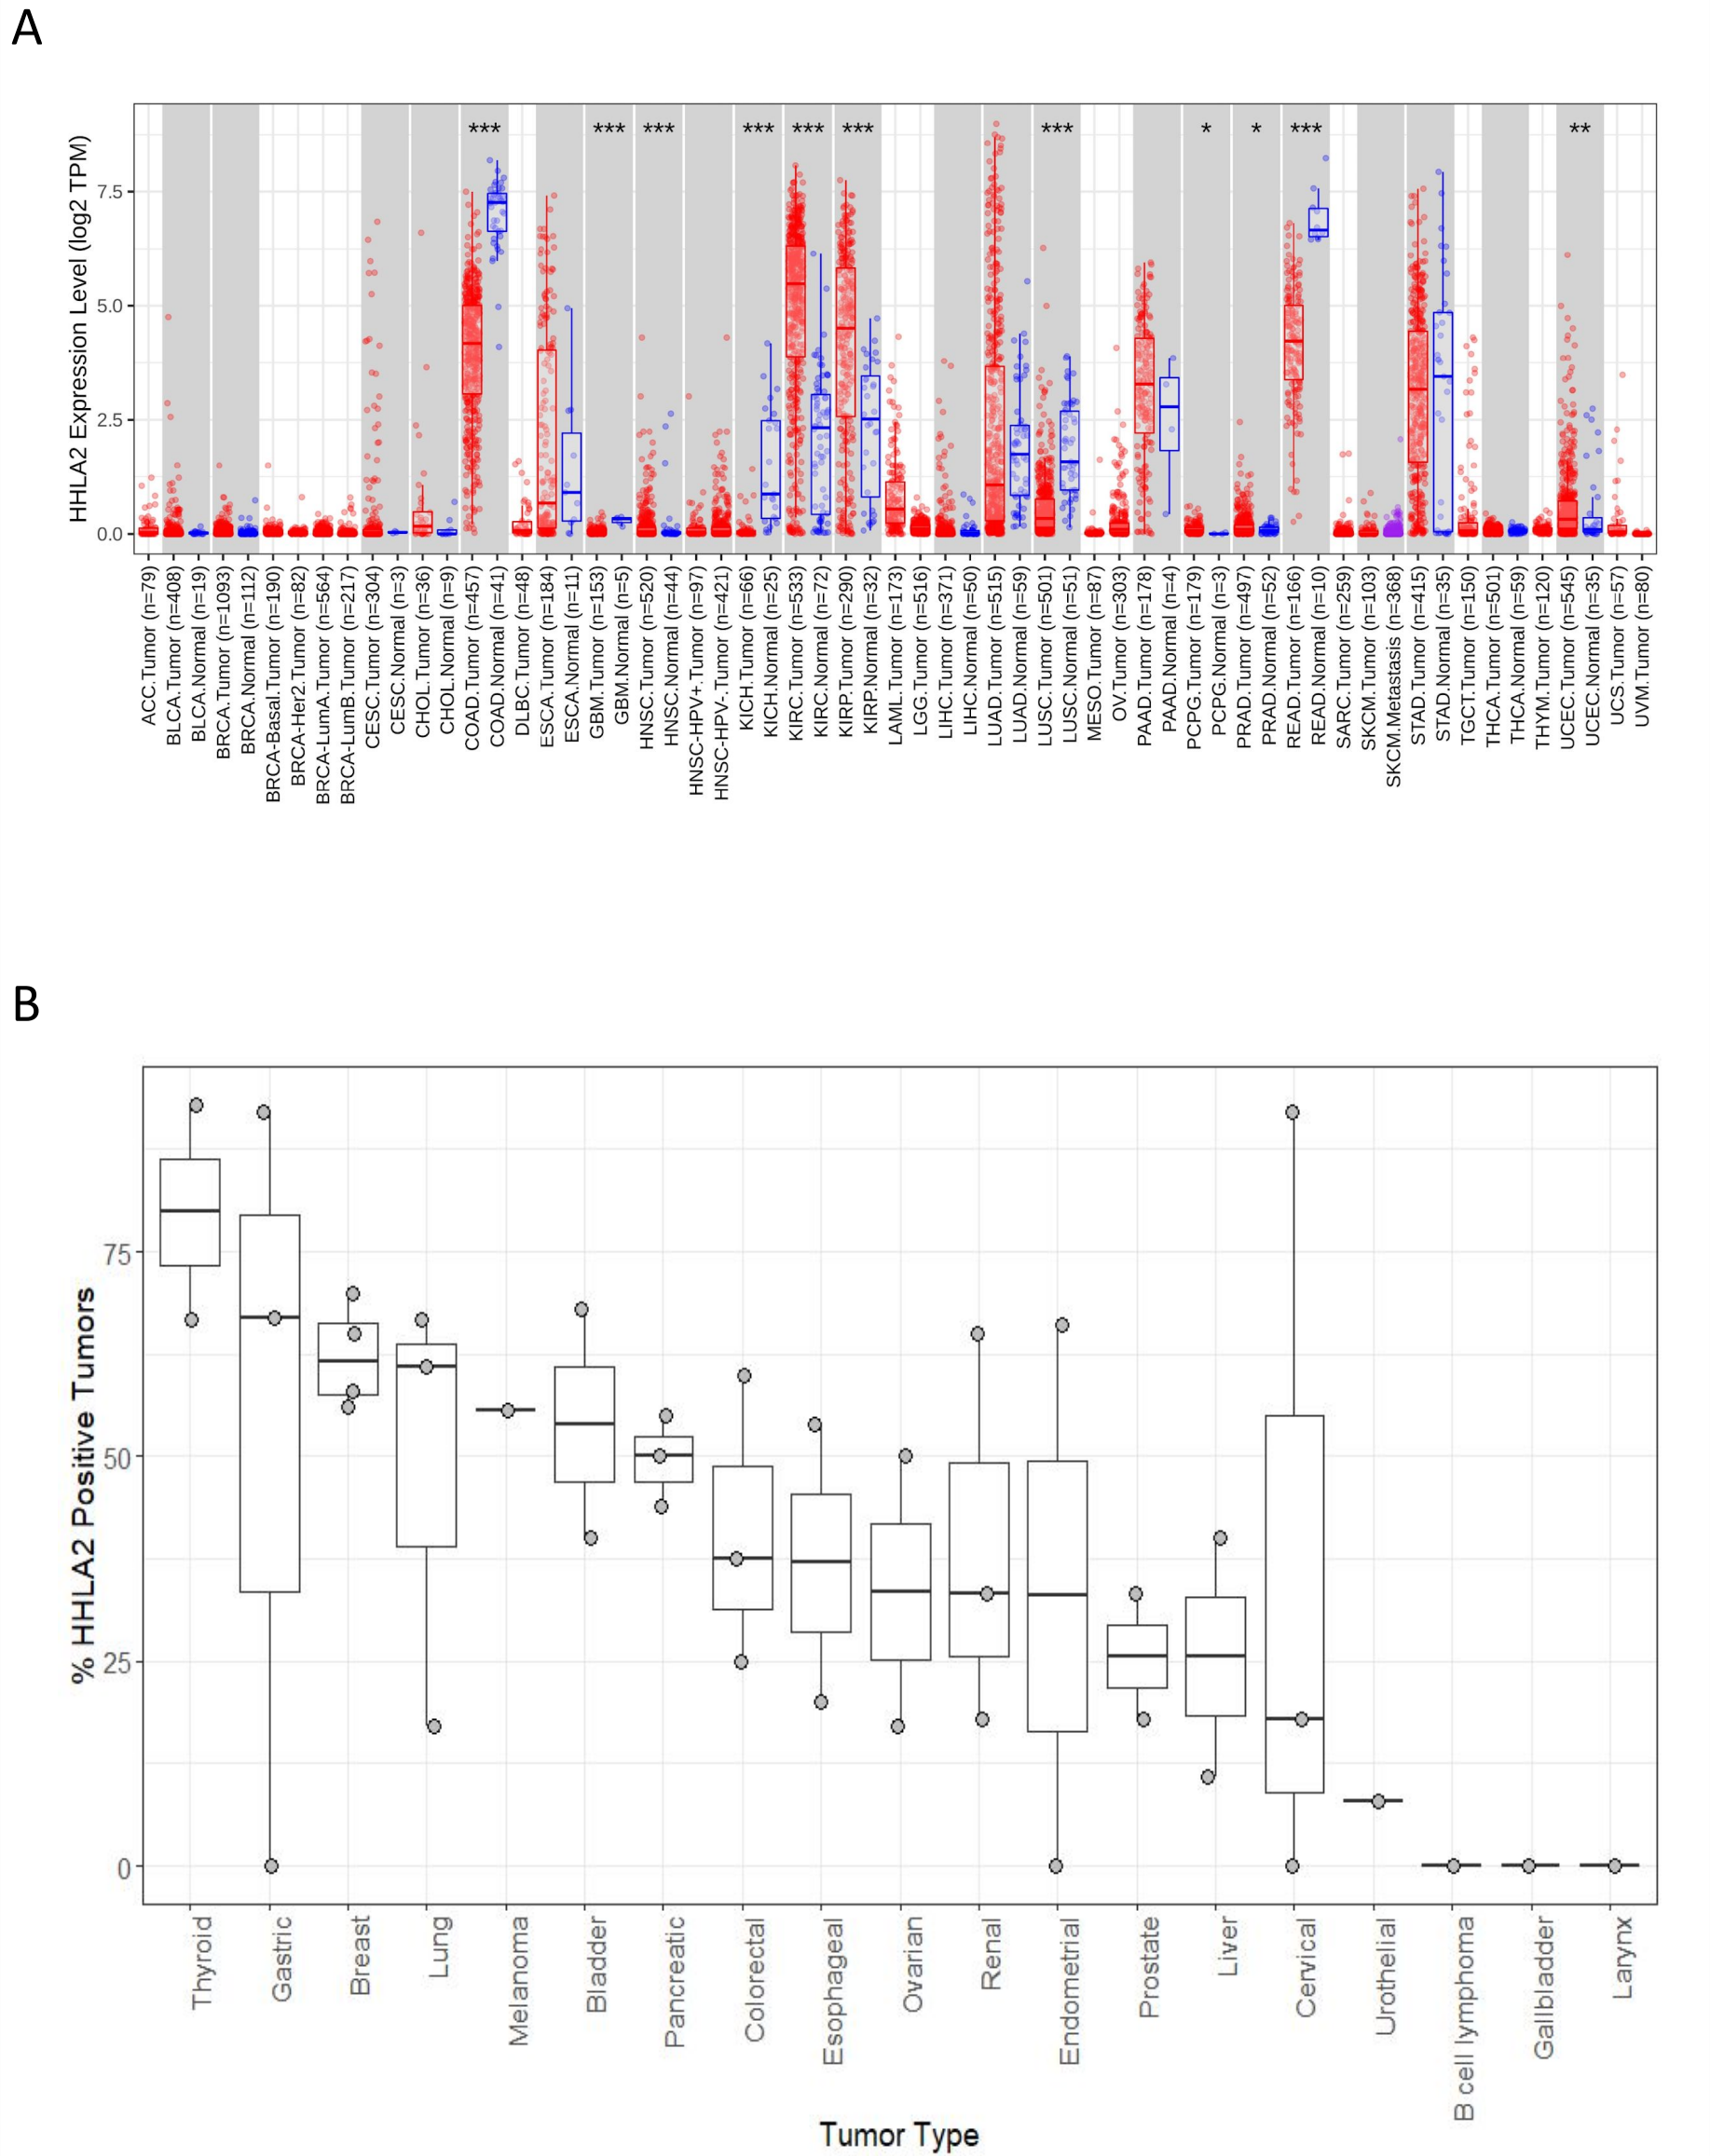 A
HHLA2 Expression Level (log2 TPM)
*** *** *** *** *** *** *** * * *** **
7.5
5.0
2.5
0.0
ACC.Tumor (n=79)
BLCA.Tumor (n=408)
BLCA.Normal (n=19)
BRCA.Tumor (n=1093)
BRCA.Normal (n=112)
BRCA-Basal.Tumor (n=190)
BRCA-Her2.Tumor (n=82)
BRCA-LumA.Tumor (n=564)
BRCA-LumB.Tumor (n=217)
CESC.Tumor (n=304)
CESC.Normal (n=3)
CHOL.Tumor (n=36)
CHOL.Normal (n=9)
COAD.Tumor (n=457)
COAD.Normal (n=41)
DLBC.Tumor (n=48)
ESCA.Tumor (n=184)
ESCA.Normal (n=11)
GBM.Tumor (n=153)
GBM.Normal (n=5)
HNSC.Tumor (n=520)
HNSC.Normal (n=44)
HNSC-HPV+.Tumor (n=97)
HNSC-HPV-.Tumor (n=421)
KICH.Tumor (n=66)
KICH.Normal (n=25)
KIRC.Tumor (n=533)
KIRC.Normal (n=72)
KIRP.Tumor (n=290)
KIRP.Normal (n=32)
LAML.Tumor (n=173)
LGG.Tumor (n=516)
LIHC.Tumor (n=371)
LIHC.Normal (n=50)
LUAD.Tumor (n=515)
LUAD.Normal (n=59)
LUSC.Tumor (n=501)
LUSC.Normal (n=51)
MESO.Tumor (n=87)
OV.Tumor (n=303)
PAAD.Tumor (n=178)
PAAD.Normal (n=4)
PCPG.Tumor (n=179)
PCPG.Normal (n=3)
PRAD.Tumor (n=497)
PRAD.Normal (n=52)
READ.Tumor (n=166)
READ.Normal (n=10)
SARC.Tumor (n=259)
SKCM.Tumor (n=103)
SKCM.Metastasis (n=368)
STAD.Tumor (n=415)
STAD.Normal (n=35)
TGCT.Tumor (n=150)
THCA.Tumor (n=501)
THCA.Normal (n=59)
THYM.Tumor (n=120)
UCEC.Tumor (n=545)
UCEC.Normal (n=35)
UCS.Tumor (n=57)
UVM.Tumor (n=80)
B
% HHLA2 Positive Tumors
75
50
25
0
Thyroid
Gastric
Breast
Lung
Melanoma
Bladder
Pancreatic
Colorectal
Esophageal
Ovarian
Renal
Endometrial
Prostate
Liver
Cervical
Urothelial
B cell lymphoma
Gallbladder
Larynx
Tumor Type